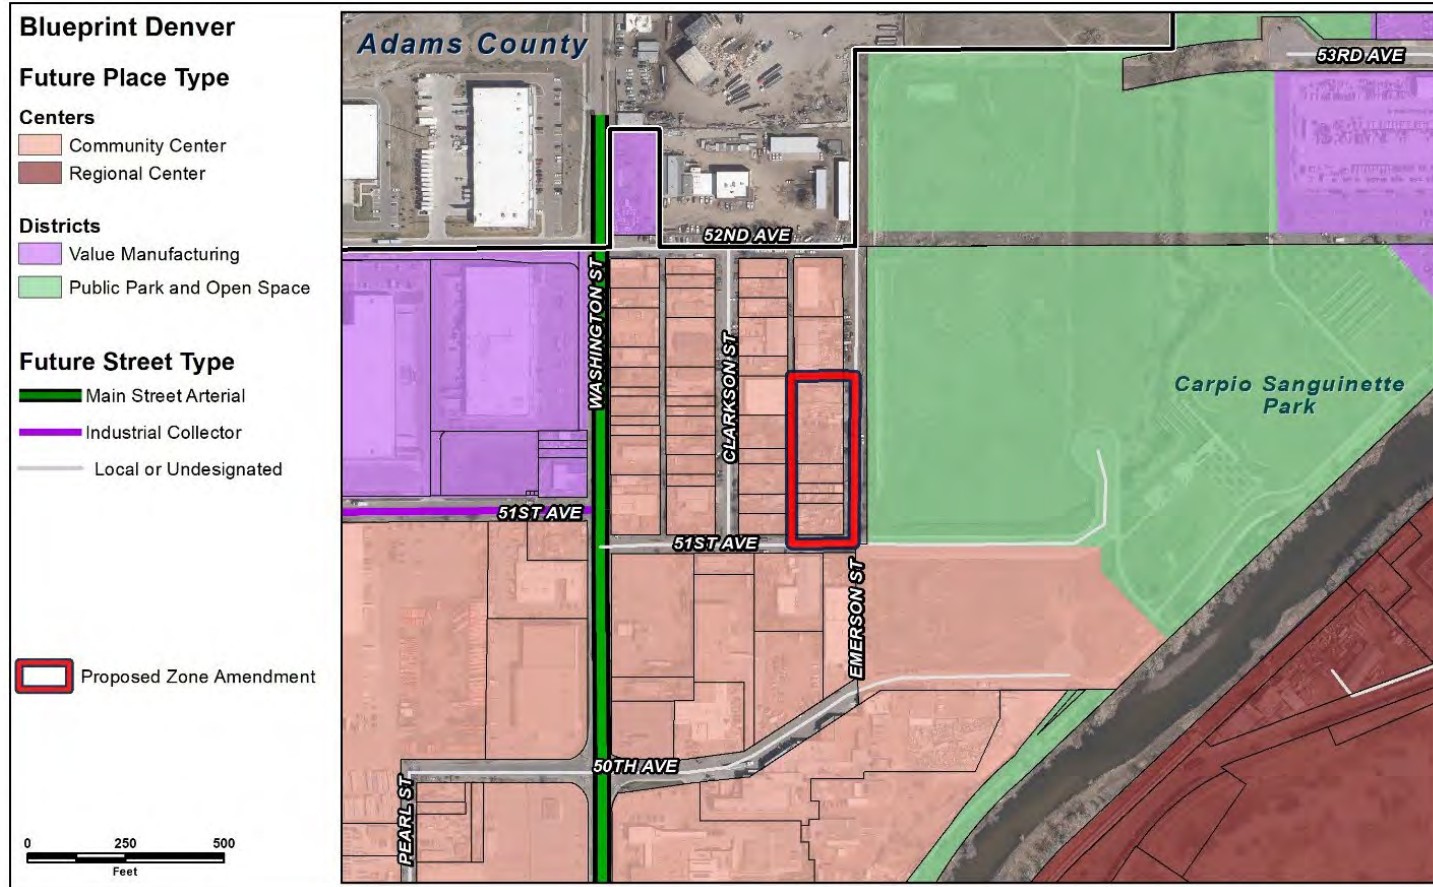 Blueprint Denver
Future Place Type
Centers
Community Center
Regional Center
Districts
Value Manufacturing
Public Park and Open Space
Future Street Type
Main Street Arterial
Industrial Collector
Local or Undesignated
Proposed Zone Amendment
0 250 500
Feet
Adams County
53RD AVE
52ND AVE
WASHINGTON ST
CLARKSON ST
Carpio Sanguinette
Park
51ST AVE
51ST AVE
EMERSON ST
50TH AVE
PEARL ST